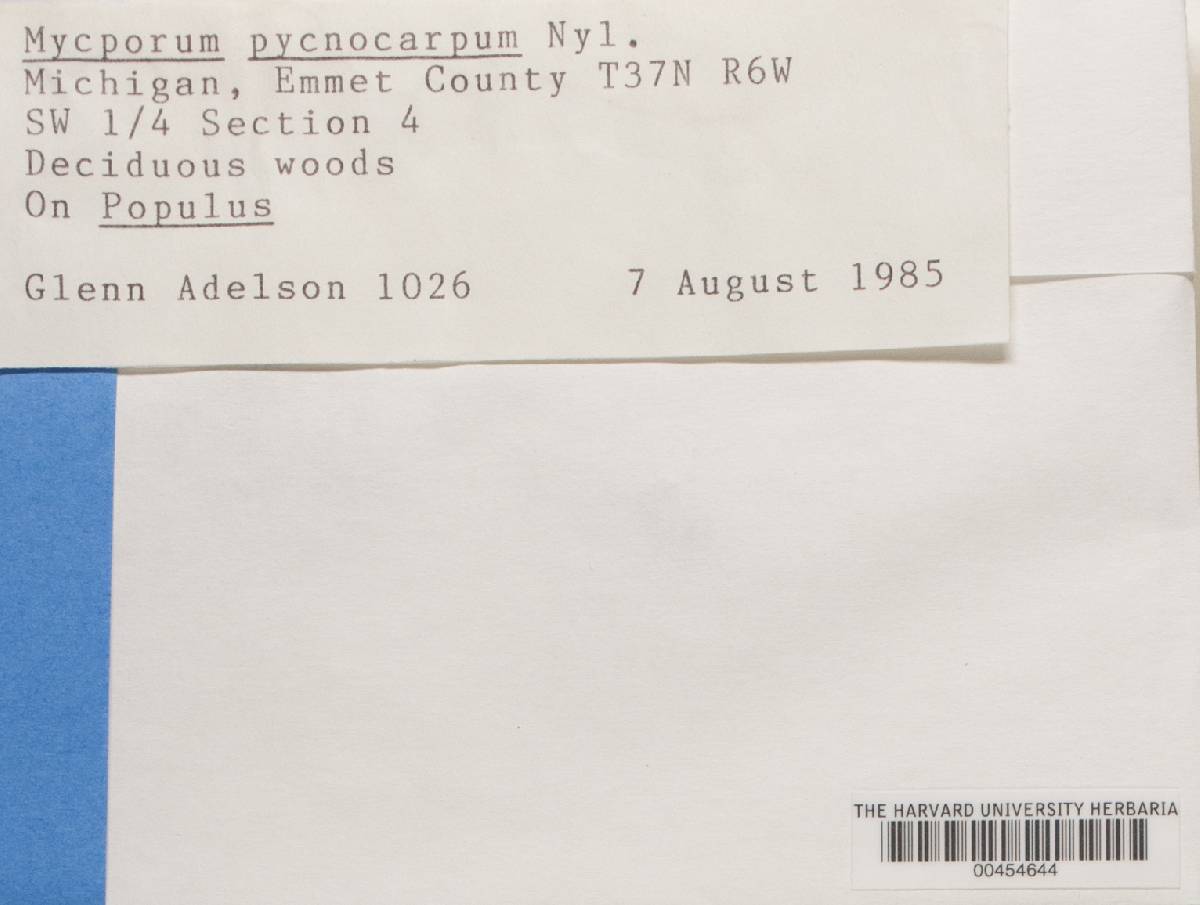 Mycporum pycnocarpum Nyl.
Michigan, Emmet County T37N R6W
SW 1/4 Section 4
Deciduous woods
On Populus
Glenn Adelson 1026 7 August 1985
THE HARVARD UNIVERSITY HERBARIA
00454644